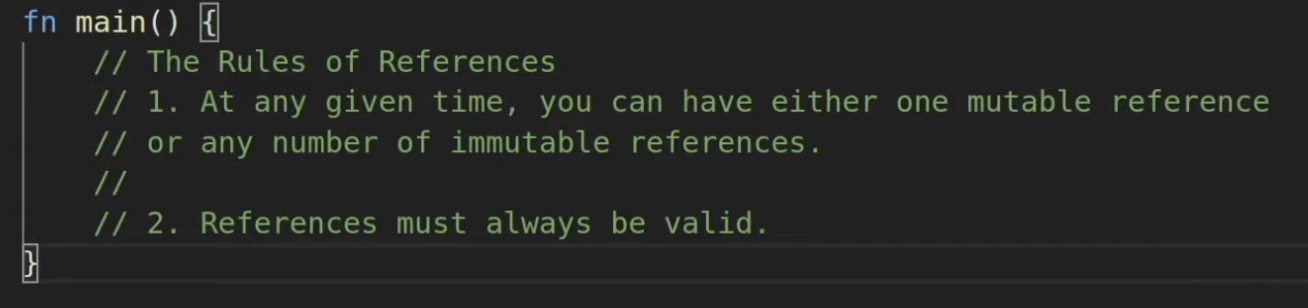 fn main() {
    // The Rules of References
    // 1. At any given time, you can have either one mutable reference
    // or any number of immutable references.
    //
    // 2. References must always be valid.
}